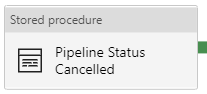 Stored procedure
Pipeline Status
Cancelled